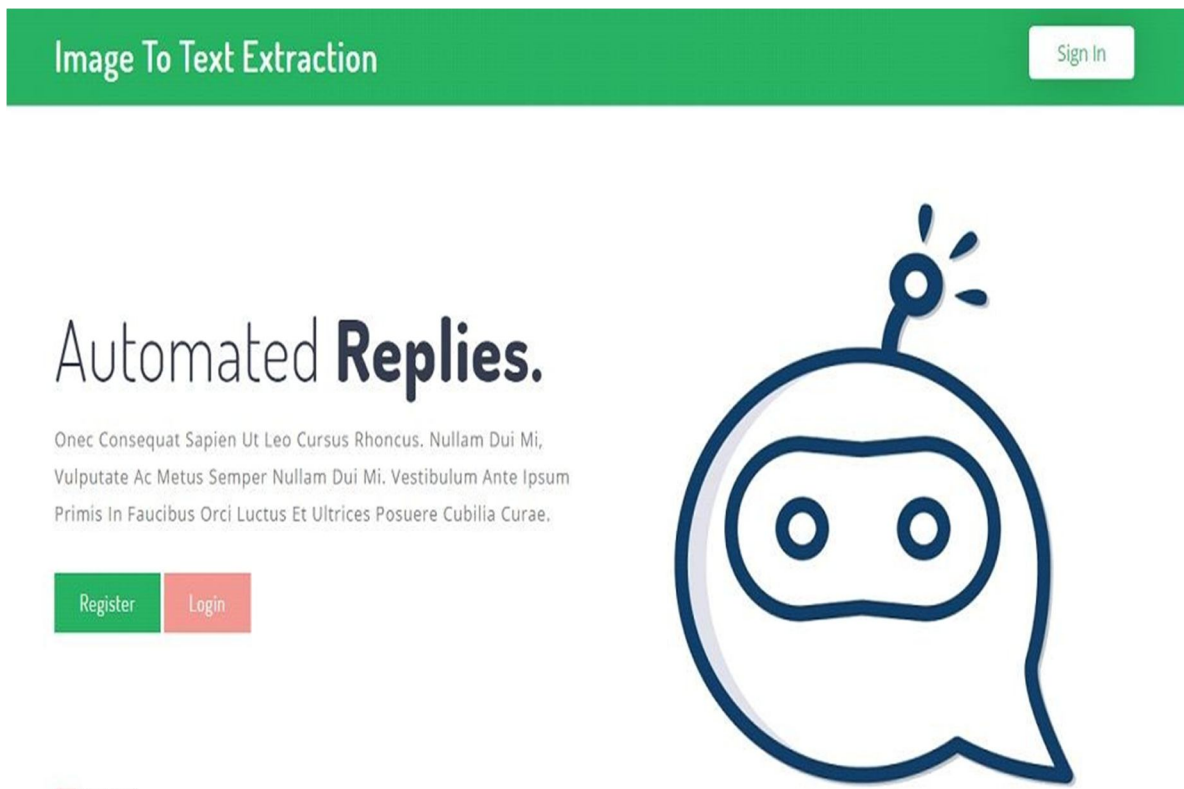 Image To Text Extraction
Sign In
Automated Replies.
Onec Consequat Sapien Ut Leo Cursus Rhoncus. Nullam Dui Mi,
Vulputate Ac Metus Semper Nullam Dui Mi. Vestibulum Ante Ipsum
Primis In Faucibus Orci Luctus Et Ultrices Posuere Cubilia Curae.
Register
Login